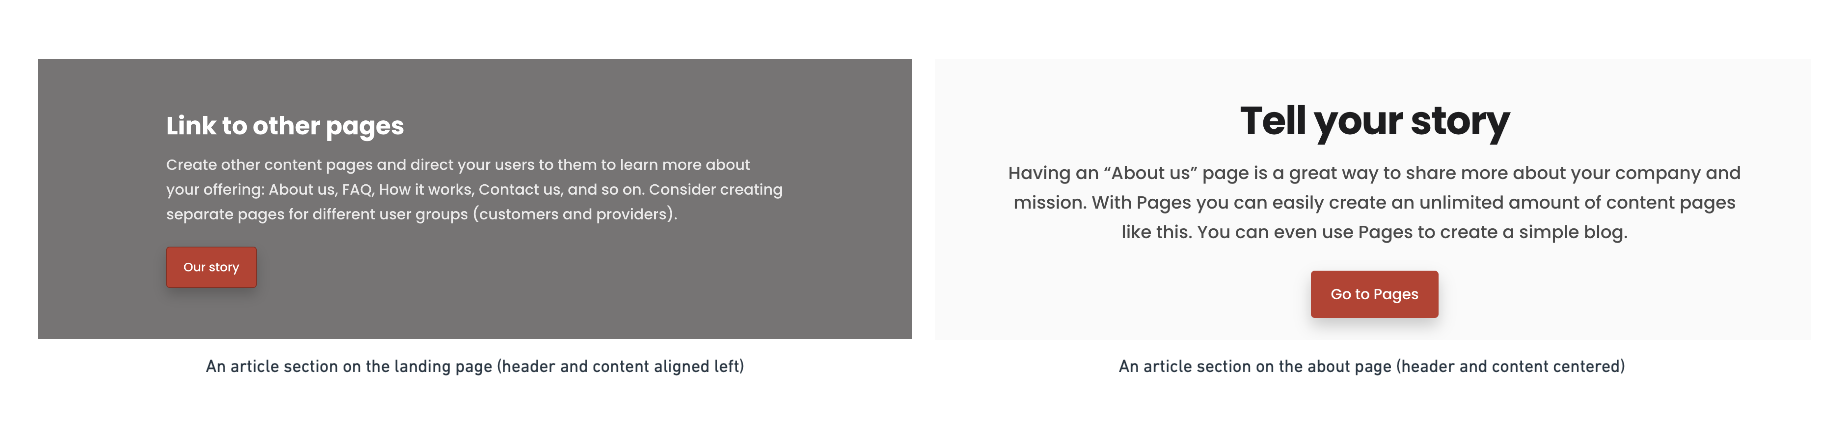 Link to other pages
Create other content pages and direct your users to them to learn more about
your offering: About us, FAQ, How it works, Contact us, and so on. Consider creating
separate pages for different user groups (customers and providers).
Our story
An article section on the landing page (header and content aligned left)
Tell your story
Having an “About us” page is a great way to share more about your company and
mission. With Pages you can easily create an unlimited amount of content pages
like this. You can even use Pages to create a simple blog.
Go to Pages
An article section on the about page (header and content centered)